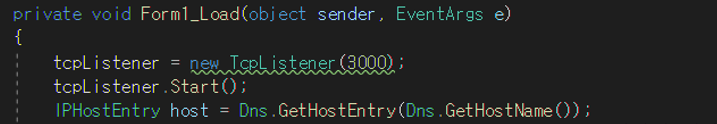 private void Form1_Load(object sender, EventArgs e)
{
tcpListener = new TcpListener(3000);
tcpListener.Start();
IPHostEntry host = Dns.GetHostEntry(Dns.GetHostName());